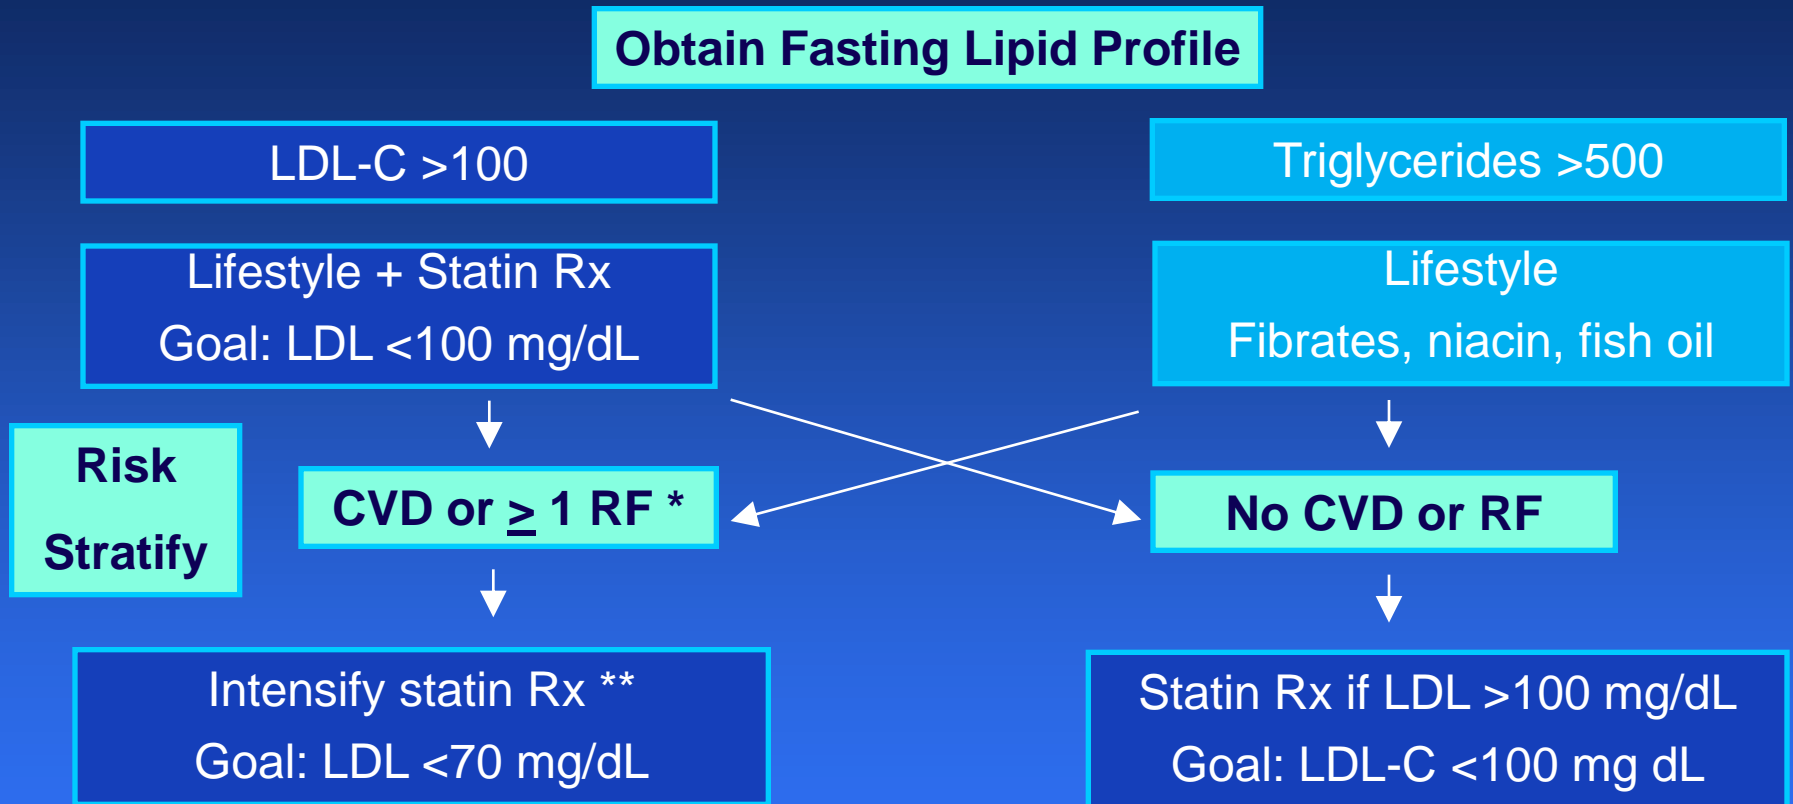 Obtain Fasting Lipid Profile
LDL-C >100
Triglycerides >500
Lifestyle + Statin Rx
Goal: LDL <100 mg/dL
Lifestyle
Fibrates, niacin, fish oil
Risk
Stratify
CVD or ≥ 1 RF *
No CVD or RF
Intensify statin Rx **
Goal: LDL <70 mg/dL
Statin Rx if LDL >100 mg/dL
Goal: LDL-C <100 mg dL